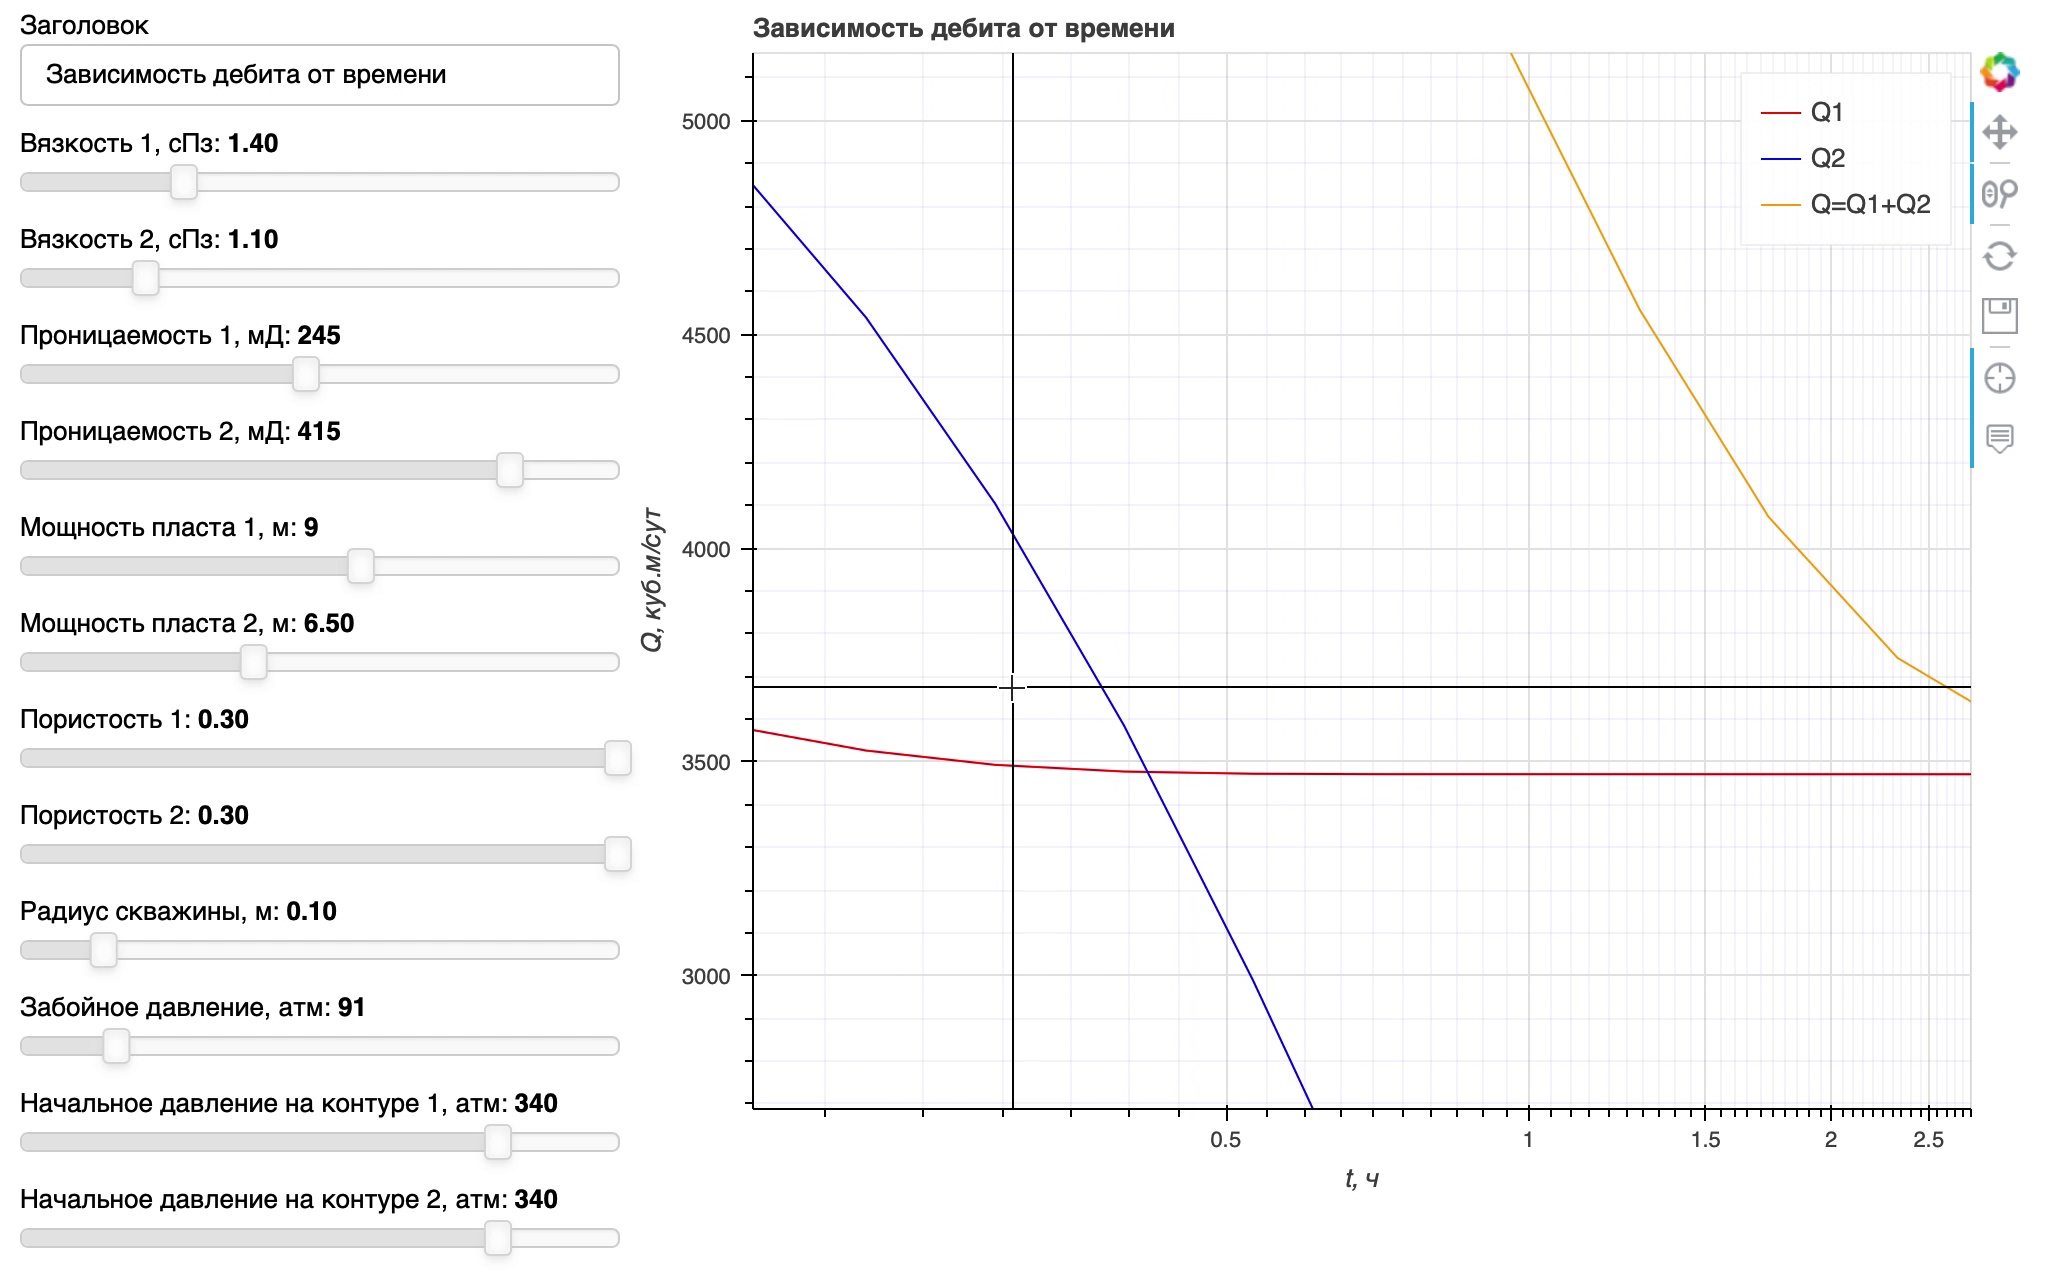 Заголовок
Зависимость дебита от времени
Вязкость 1, сПз: 1.40
Вязкость 2, сПз: 1.10
Проницаемость 1, мД: 245
Проницаемость 2, мД: 415
Мощность пласта 1, м: 9
Мощность пласта 2, м: 6.50
Пористость 1: 0.30
Пористость 2: 0.30
Радиус скважины, м: 0.10
Забойное давление, атм: 91
Начальное давление на контуре 1, атм: 340
Начальное давление на контуре 2, атм: 340
Зависимость дебита от времени
Q1
Q2
Q=Q1+Q2
Q, куб.м/сут
5000
4500
4000
3500
3000
0.5
1
1.5
2
2.5
t, ч